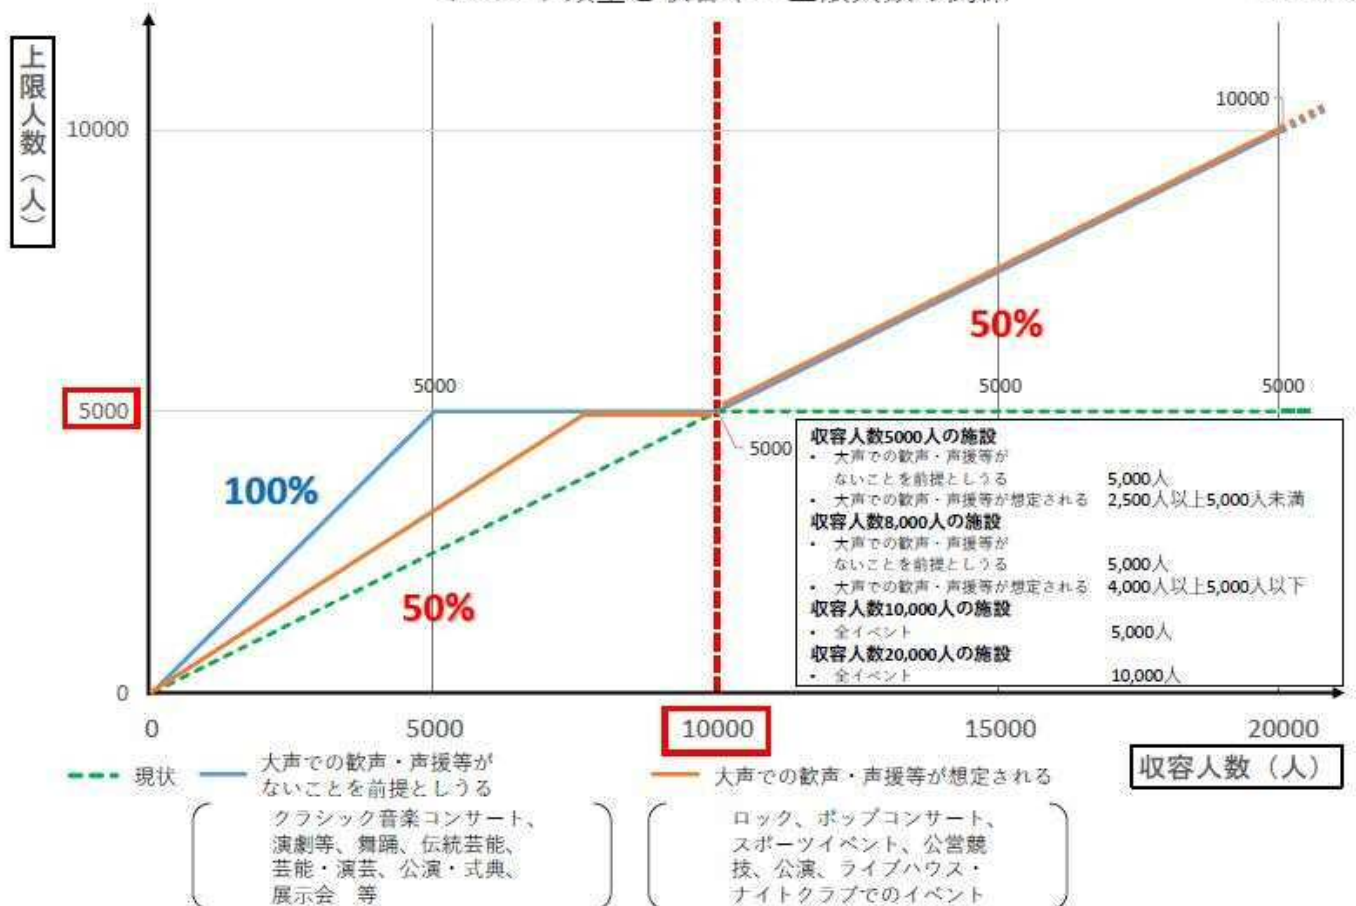 上限人数（人）
10000
10000
50%
5000
5000
5000
5000
5000
100%
50%
収容人数5000人の施設
• 大声での歓声・声援等が
ないことを前提としうる 5,000人
• 大声での歓声・声援等が想定される 2,500人以上5,000人未満
収容人数8,000人の施設
• 大声での歓声・声援等が
ないことを前提としうる 5,000人
• 大声での歓声・声援等が想定される 4,000人以上5,000人以下
収容人数10,000人の施設
• 全イベント 5,000人
収容人数20,000人の施設
• 全イベント 10,000人
0
0 5000 10000 15000 20000
収容人数（人）
現状
大声での歓声・声援等が
ないことを前提としうる
大声での歓声・声援等が想定される
クラシック音楽コンサート、
演劇等、舞踊、伝統芸能、
芸能・演芸、公演・式典、
展示会 等
ロック、ポップコンサート、
スポーツイベント、公営競
技、公演、ライブハウス・
ナイトクラブでのイベント